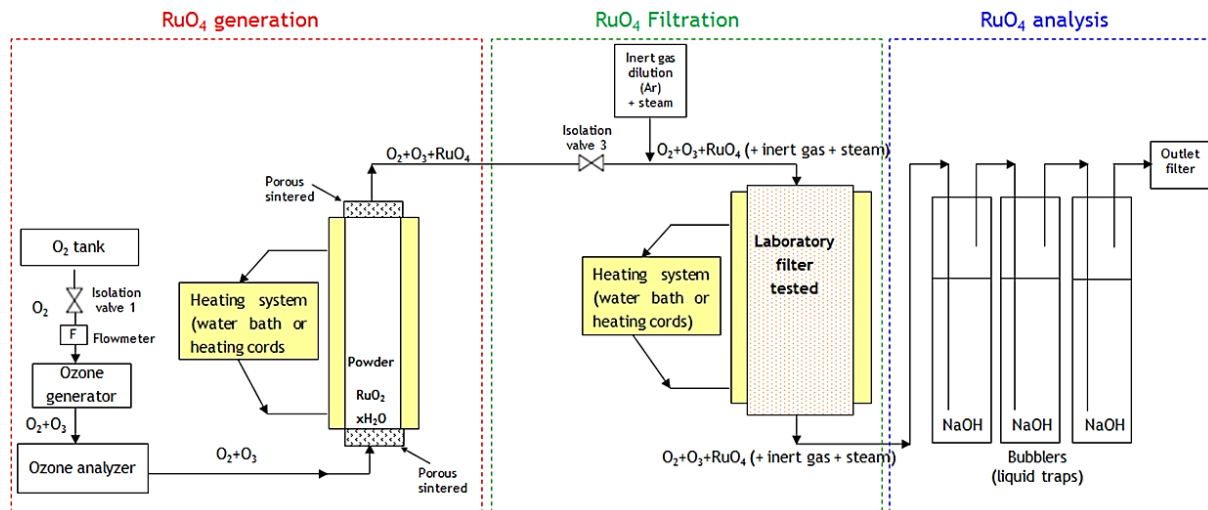 RuO₄ generation
RuO₄ Filtration
RuO₄ analysis
O₂ tank
O₂
Isolation
valve 1
F
Flowmeter
Ozone
generator
O₂+O₃
Ozone analyzer
O₂+O₃
Heating system
(water bath or
heating cords
Porous
sintered
Powder
RuO₂
xH₂O
Porous
sintered
O₂+O₃+RuO₄
Isolation
valve 3
Inert gas
dilution
(Ar)
+ steam
O₂+O₃+RuO₄ (+ inert gas + steam)
Heating system
(water bath or
heating cords)
Laboratory
filter
tested
O₂+O₃+RuO₄ (+ inert gas + steam)
NaOH
NaOH
NaOH
Bubblers
(liquid traps)
Outlet
filter